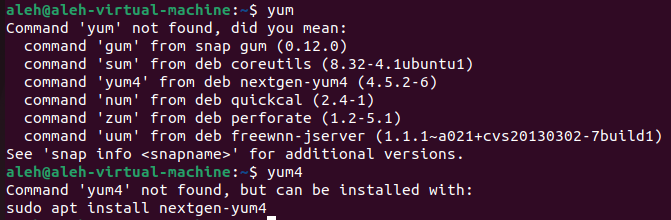 aleh@aleh-virtual-machine:~$ yum
Command 'yum' not found, did you mean:
  command 'gum' from snap gum (0.12.0)
  command 'sum' from deb coreutils (8.32-4.1ubuntu1)
  command 'yum4' from deb nextgen-yum4 (4.5.2-6)
  command 'num' from deb quickcal (2.4-1)
  command 'zum' from deb perforate (1.2-5.1)
  command 'uum' from deb freewnn-jserver (1.1.1~a021+cvs20130302-7build1)
See 'snap info <snapname>' for additional versions.
aleh@aleh-virtual-machine:~$ yum4
Command 'yum4' not found, but can be installed with:
sudo apt install nextgen-yum4